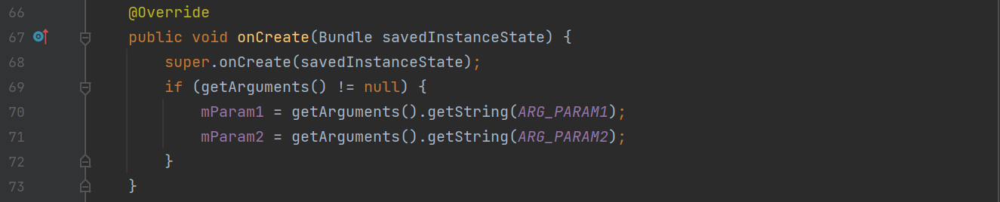 66 @Override
67 public void onCreate(Bundle savedInstanceState) {
68 super.onCreate(savedInstanceState);
69 if (getArguments() != null) {
70 mParam1 = getArguments().getString(ARG_PARAM1);
71 mParam2 = getArguments().getString(ARG_PARAM2);
72 }
73 }